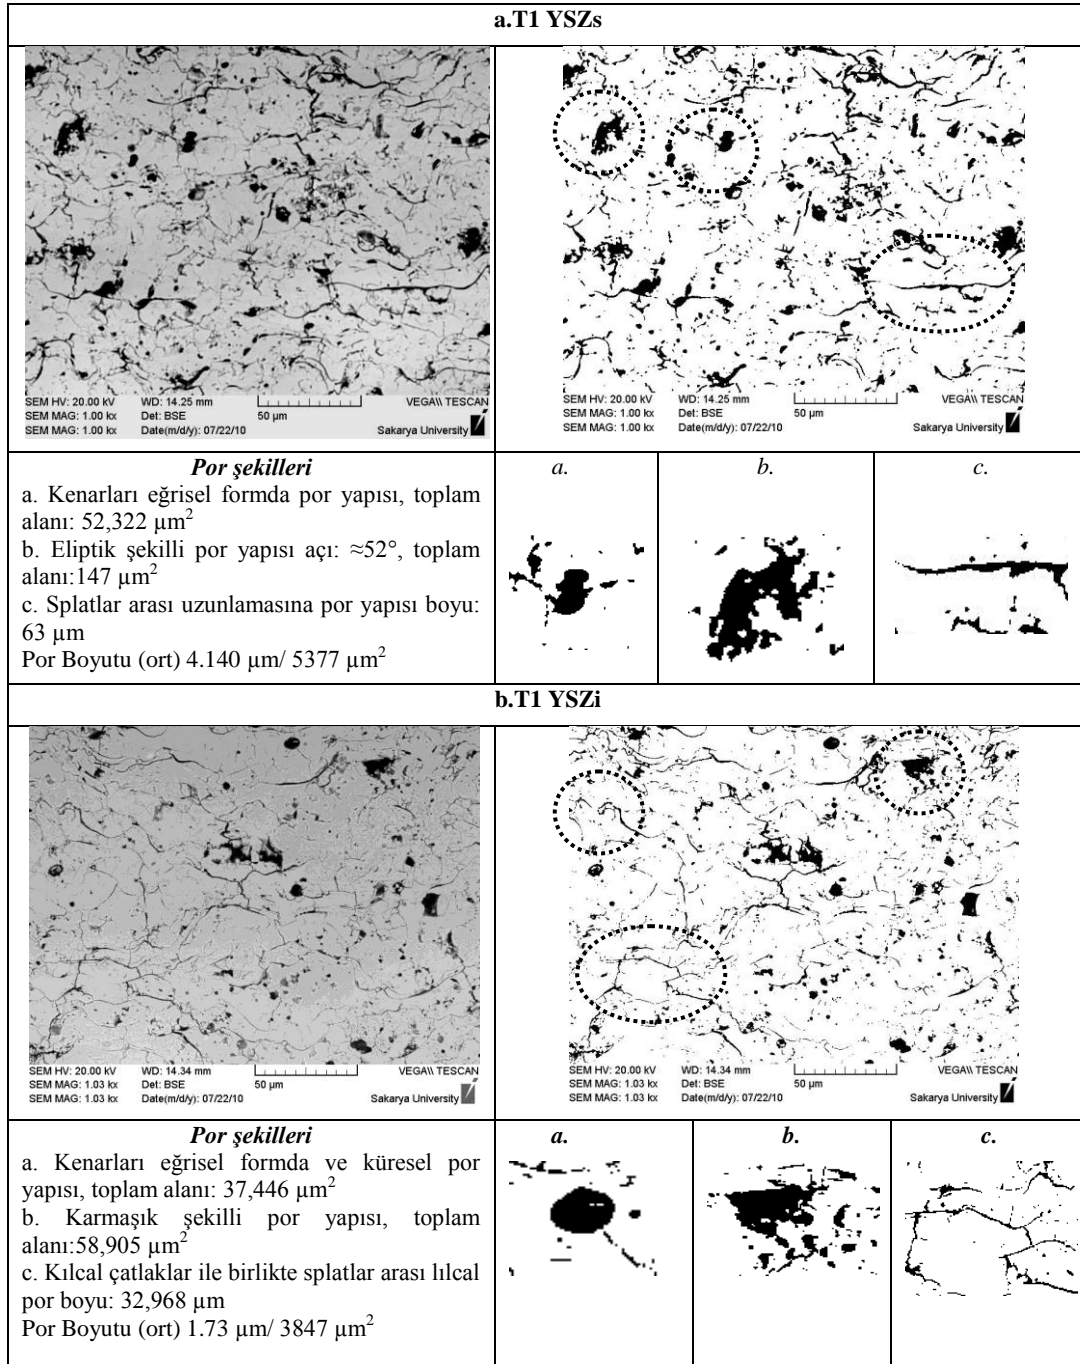 a.T1 YSZs
SEM HV: 20.00 kV WD: 14.25 mm VEGA\\ TESCAN
SEM MAG: 1.00 kx Det: BSE 50 µm
SEM MAG: 1.00 kx Date(m/d/y): 07/22/10 Sakarya University
SEM HV: 20.00 kV WD: 14.25 mm VEGA\\ TESCAN
SEM MAG: 1.00 kx Det: BSE 50 µm
SEM MAG: 1.00 kx Date(m/d/y): 07/22/10 Sakarya University
Por şekilleri
a. Kenarları eğrisel formda por yapısı, toplam
alanı: 52,322 µm²
b. Eliptik şekilli por yapısı açı: ≈52°, toplam
alanı:147 µm²
c. Splatlar arası uzunlamasına por yapısı boyu:
63 µm
Por Boyutu (ort) 4.140 µm/ 5377 µm²
a.
b.
c.
b.T1 YSZi
SEM HV: 20.00 kV WD: 14.34 mm VEGA\\ TESCAN
SEM MAG: 1.03 kx Det: BSE 50 µm
SEM MAG: 1.03 kx Date(m/d/y): 07/22/10 Sakarya University
SEM HV: 20.00 kV WD: 14.34 mm VEGA\\ TESCAN
SEM MAG: 1.03 kx Det: BSE 50 µm
SEM MAG: 1.03 kx Date(m/d/y): 07/22/10 Sakarya University
Por şekilleri
a. Kenarları eğrisel formda ve küresel por
yapısı, toplam alanı: 37,446 µm²
b. Karmaşık şekilli por yapısı, toplam
alanı:58,905 µm²
c. Kılcal çatlaklar ile birlikte splatlar arası lılcal
por boyu: 32,968 µm
Por Boyutu (ort) 1.73 µm/ 3847 µm²
a.
b.
c.